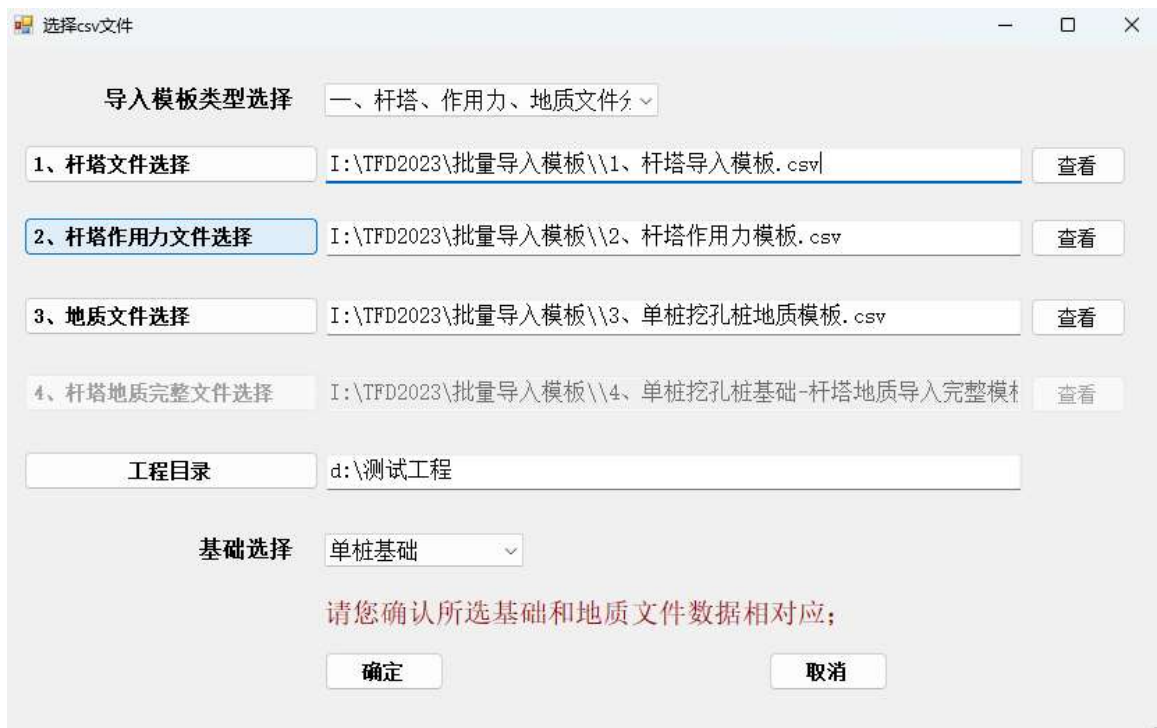 选择csv文件
导入模板类型选择 一、杆塔、作用力、地质文件分
1、杆塔文件选择 I:\TFD2023\批量导入模板\\1、杆塔导入模板.csv 查看
2、杆塔作用力文件选择 I:\TFD2023\批量导入模板\\2、杆塔作用力模板.csv 查看
3、地质文件选择 I:\TFD2023\批量导入模板\\3、单桩挖孔桩地质模板.csv 查看
4、杆塔地质完整文件选择 I:\TFD2023\批量导入模板\\4、单桩挖孔桩基础-杆塔地质导入完整模板 查看
工程目录 d:\测试工程
基础选择 单桩基础
请您确认所选基础和地质文件数据相对应;
确定 取消